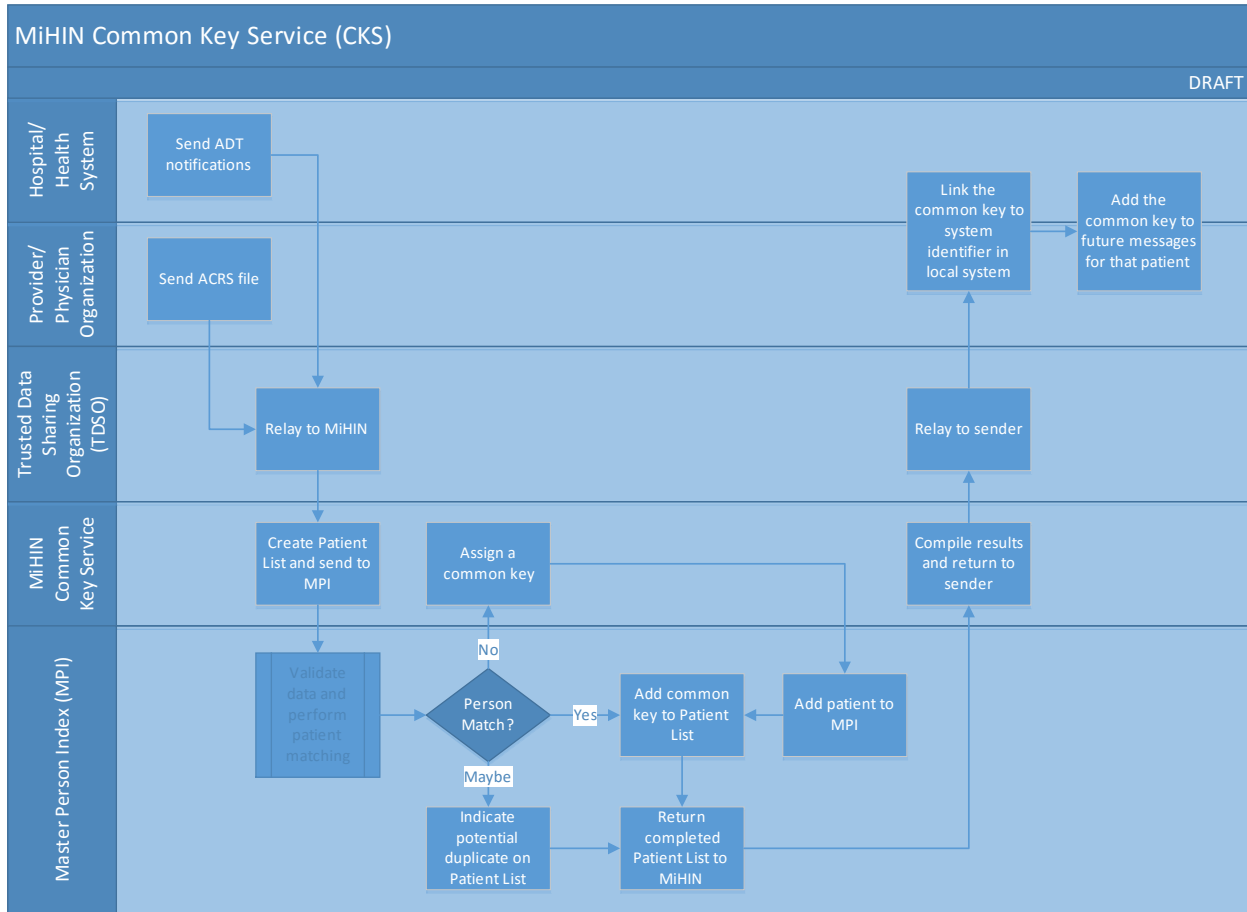 MiHIN Common Key Service (CKS)
DRAFT
Hospital/
Health
System
Send ADT
notifications
Link the
common key to
system
identifier in
local system
Add the
common key to
future messages
for that patient
Provider/
Physician
Organization
Send ACRS file
Trusted Data
Sharing
Organization
(TDSO)
Relay to MiHIN
Relay to sender
MiHIN
Common
Key Service
Create Patient
List and send to
MPI
Assign a
common key
Compile results
and return to
sender
Master Person Index (MPI)
Validate
data and
perform
patient
matching
No
Person
Match?
Yes
Maybe
Add common
key to Patient
List
Add patient to
MPI
Indicate
potential
duplicate on
Patient List
Return
completed
Patient List to
MiHIN